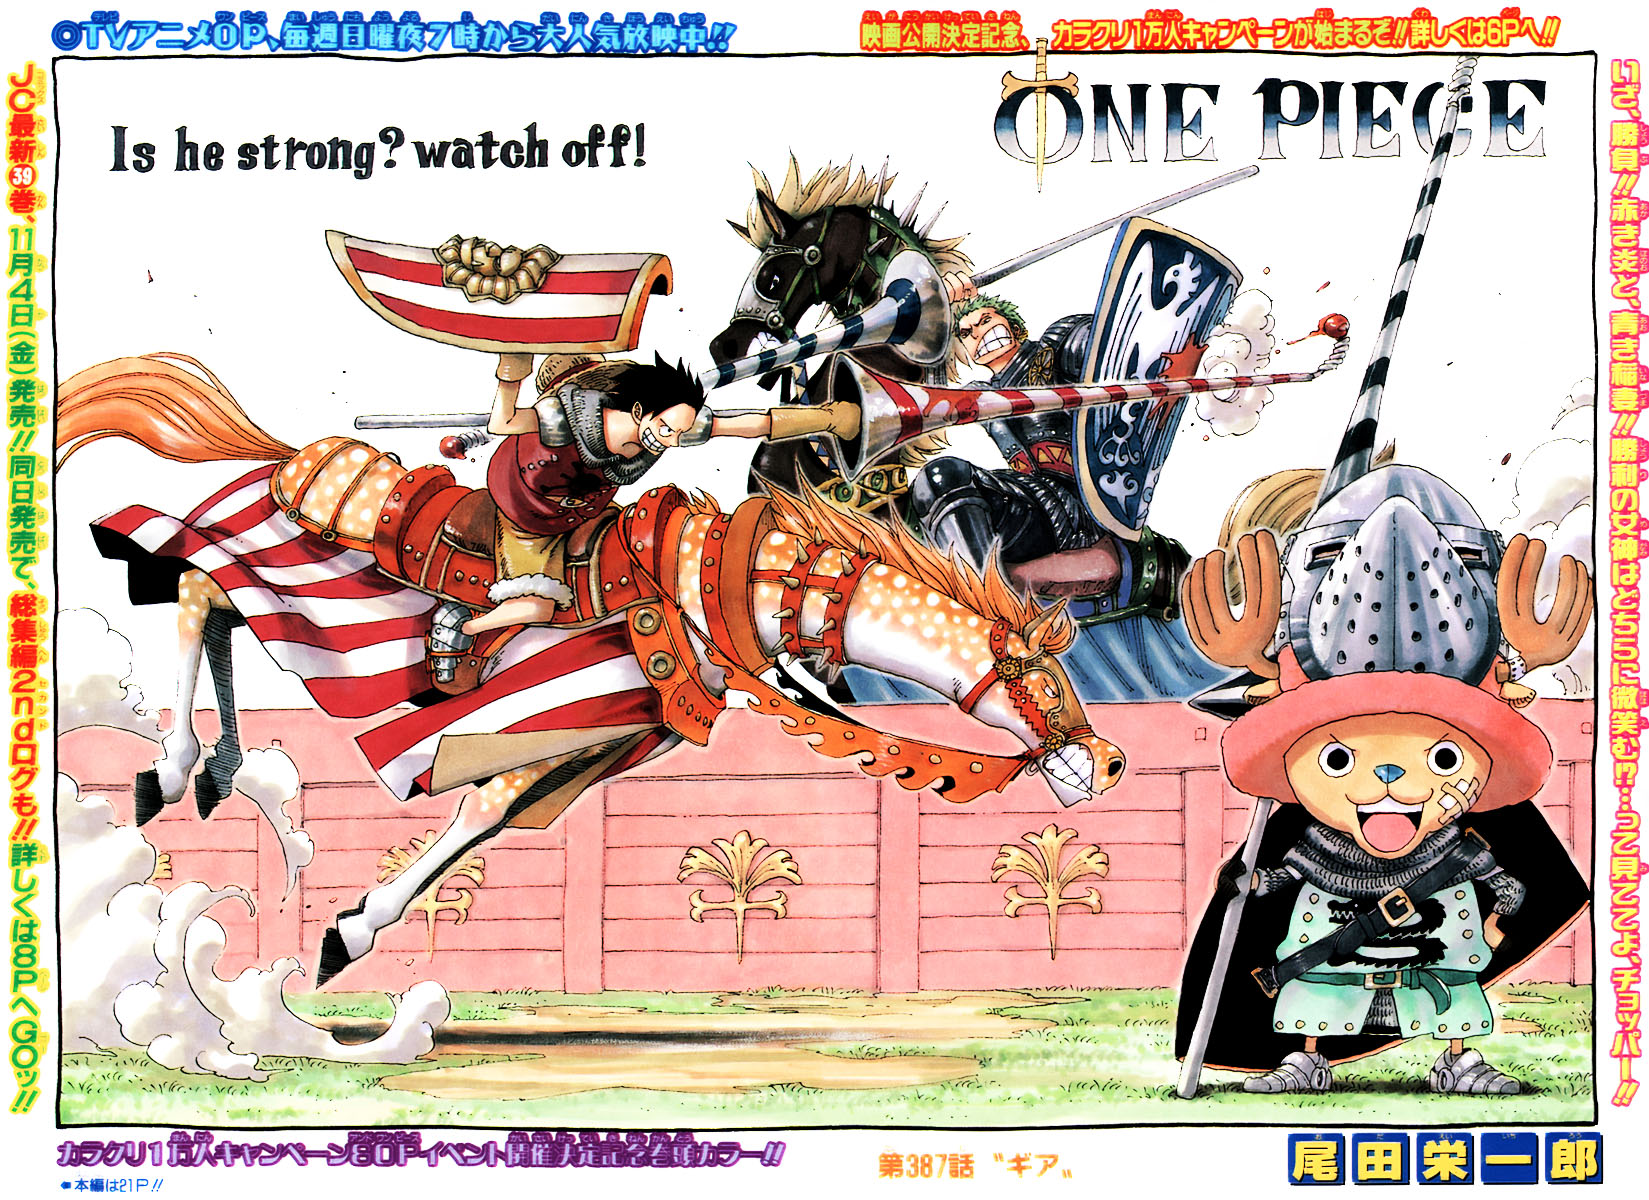 ◎TVアニメOP、毎週日曜夜7時から大人気放映中!!
映画公開決定記念、カラクリ1万人キャンペーンが始まるぞ!!詳しくは6Pへ!!
ONE PIECE
Is he strong? watch off!
いざ、勝負!!赤き炎と、青き稲妻!!勝利の女神はどちらに微笑む!?…って見ててよ、チョッパー!!
JC最新39巻、11月4日(金)発売!!同日発売で、総集編2ndログも!!詳しくは8PへGOッ!!
カラクリ1万人キャンペーン&OPイベント開催決定記念巻頭カラー!!
本編は21P!!
第387話 〝ギア〟
尾田栄一郎